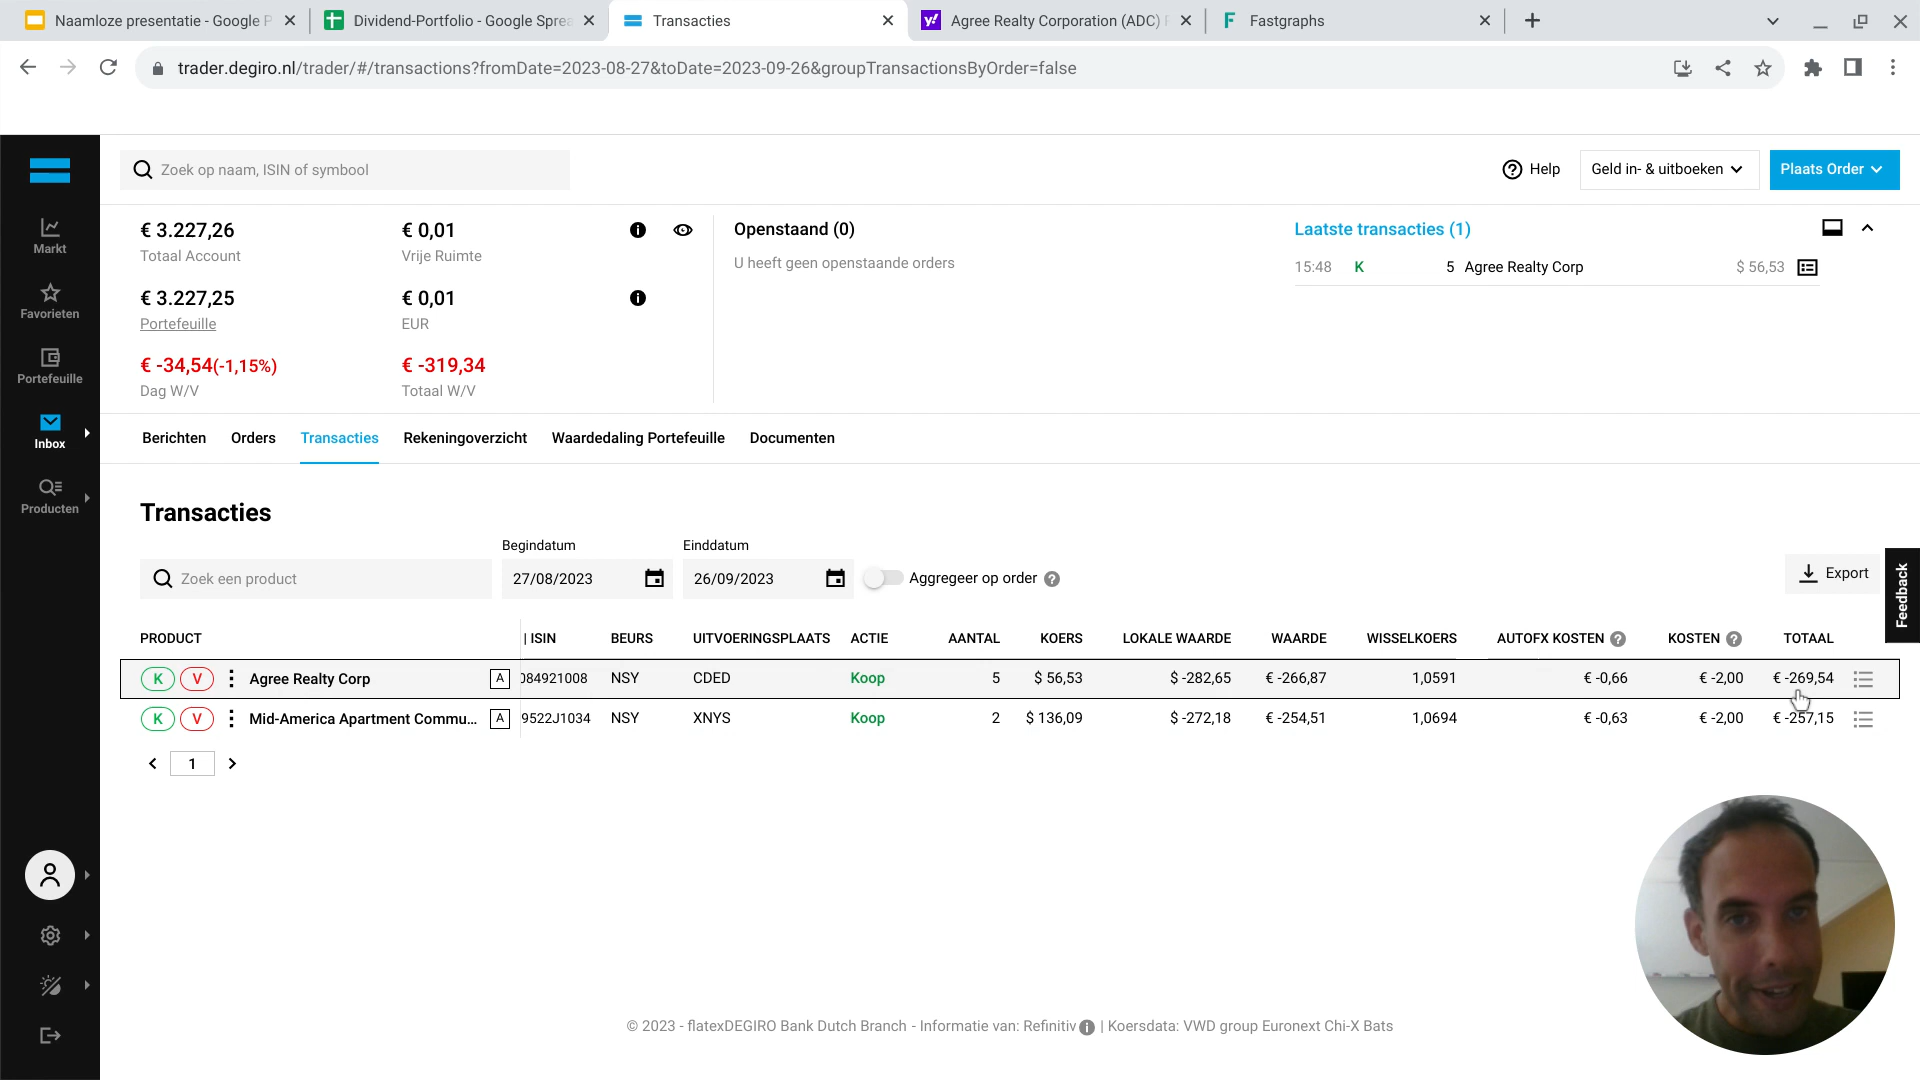 Naamloze presentatie - Google P
Dividend-Portfolio - Google Sprea
Transacties
Agree Realty Corporation (ADC) P
Fastgraphs
trader.degiro.nl/trader/#/transactions?fromDate=2023-08-27&toDate=2023-09-26&groupTransactionsByOrder=false
Zoek op naam, ISIN of symbool
Help
Geld in- & uitboeken
Plaats Order
Markt
Favorieten
Portefeuille
Inbox
Producten
€ 3.227,26
Totaal Account
€ 0,01
Vrije Ruimte
€ 3.227,25
Portefeuille
€ 0,01
EUR
€ -34,54(-1,15%)
Dag W/V
€ -319,34
Totaal W/V
Openstaand (0)
U heeft geen openstaande orders
Laatste transacties (1)
15:48 K 5 Agree Realty Corp $ 56,53
Berichten Orders Transacties Rekeningoverzicht Waardedaling Portefeuille Documenten
Transacties
Begindatum Einddatum
Zoek een product 27/08/2023 26/09/2023 Aggregeer op order
Export
Feedback
PRODUCT | ISIN BEURS UITVOERINGSPLAATS ACTIE AANTAL KOERS LOKALE WAARDE WAARDE WISSELKOERS AUTOFX KOSTEN KOSTEN TOTAAL
K V Agree Realty Corp A 084921008 NSY CDED Koop 5 $ 56,53 $ -282,65 € -266,87 1,0591 € -0,66 € -2,00 € -269,54
K V Mid-America Apartment Commu... A 9522J1034 NSY XNYS Koop 2 $ 136,09 $ -272,18 € -254,51 1,0694 € -0,63 € -2,00 € -257,15
1
© 2023 - flatexDEGIRO Bank Dutch Branch - Informatie van: Refinitiv | Koersdata: VWD group Euronext Chi-X Bats